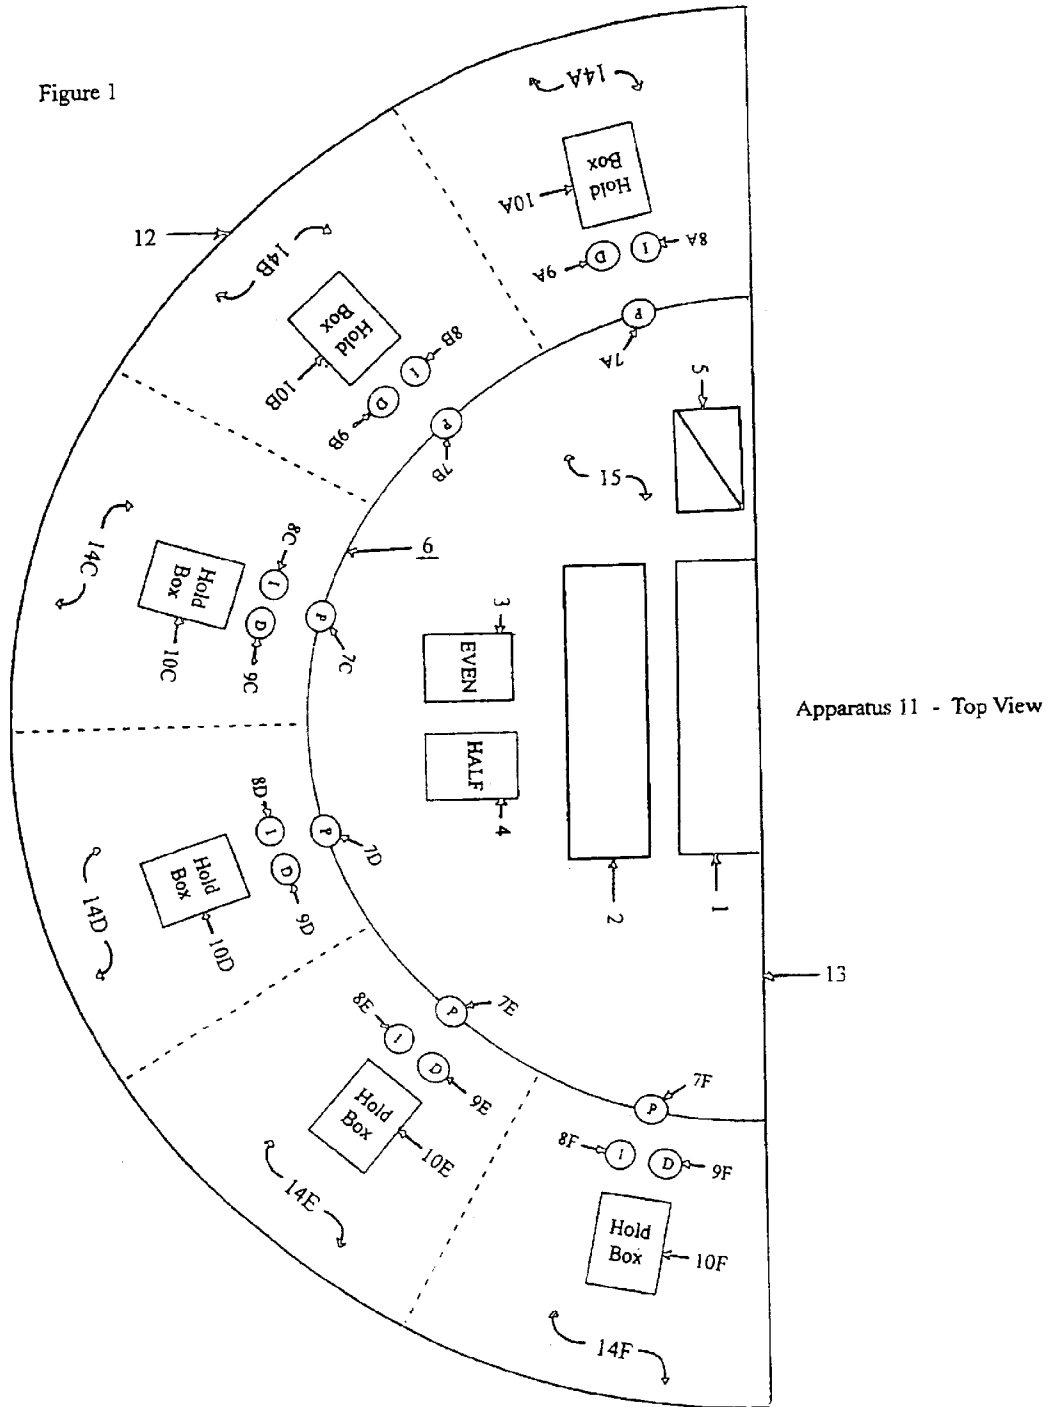 Figure 1
Apparatus 11 - Top View
12
13
14A
Hold
Box
10A
I
8A
D
9A
P
7A
14B
Hold
Box
10B
I
8B
D
9B
P
7B
14C
Hold
Box
10C
8C
I
D
9C
P
7C
14D
Hold
Box
10D
8D
I
D
9D
P
7D
14E
Hold
Box
10E
8E
I
D
9E
P
7E
14F
Hold
Box
10F
8F
I
D
9F
P
7F
5
15
6
3
EVEN
HALF
4
2
1